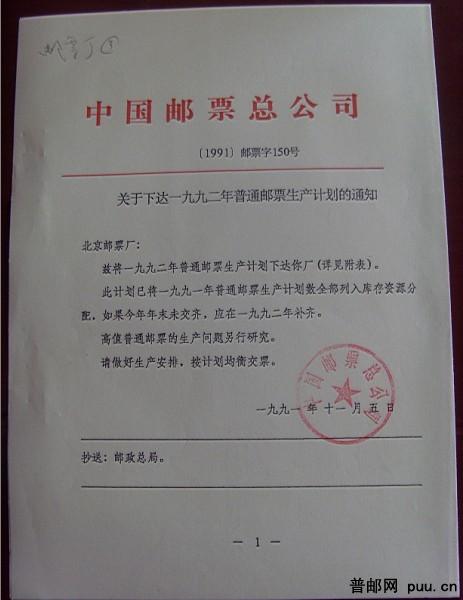 中国邮票总公司
〔1991〕邮票字150号
关于下达一九九二年普通邮票生产计划的通知
北京邮票厂：
兹将一九九二年普通邮票生产计划下达你厂(详见附表)。
此计划已将一九九一年普通邮票生产计划数全部列入库存资源分
配，如果今年年末未交齐，应在一九九二年补齐。
高值普通邮票的生产问题另行研究。
请做好生产安排，按计划均衡交票。
中国邮票总公司
一九九一年十一月五日
抄送：邮政总局。
— 1 —
普邮网 puu.cn